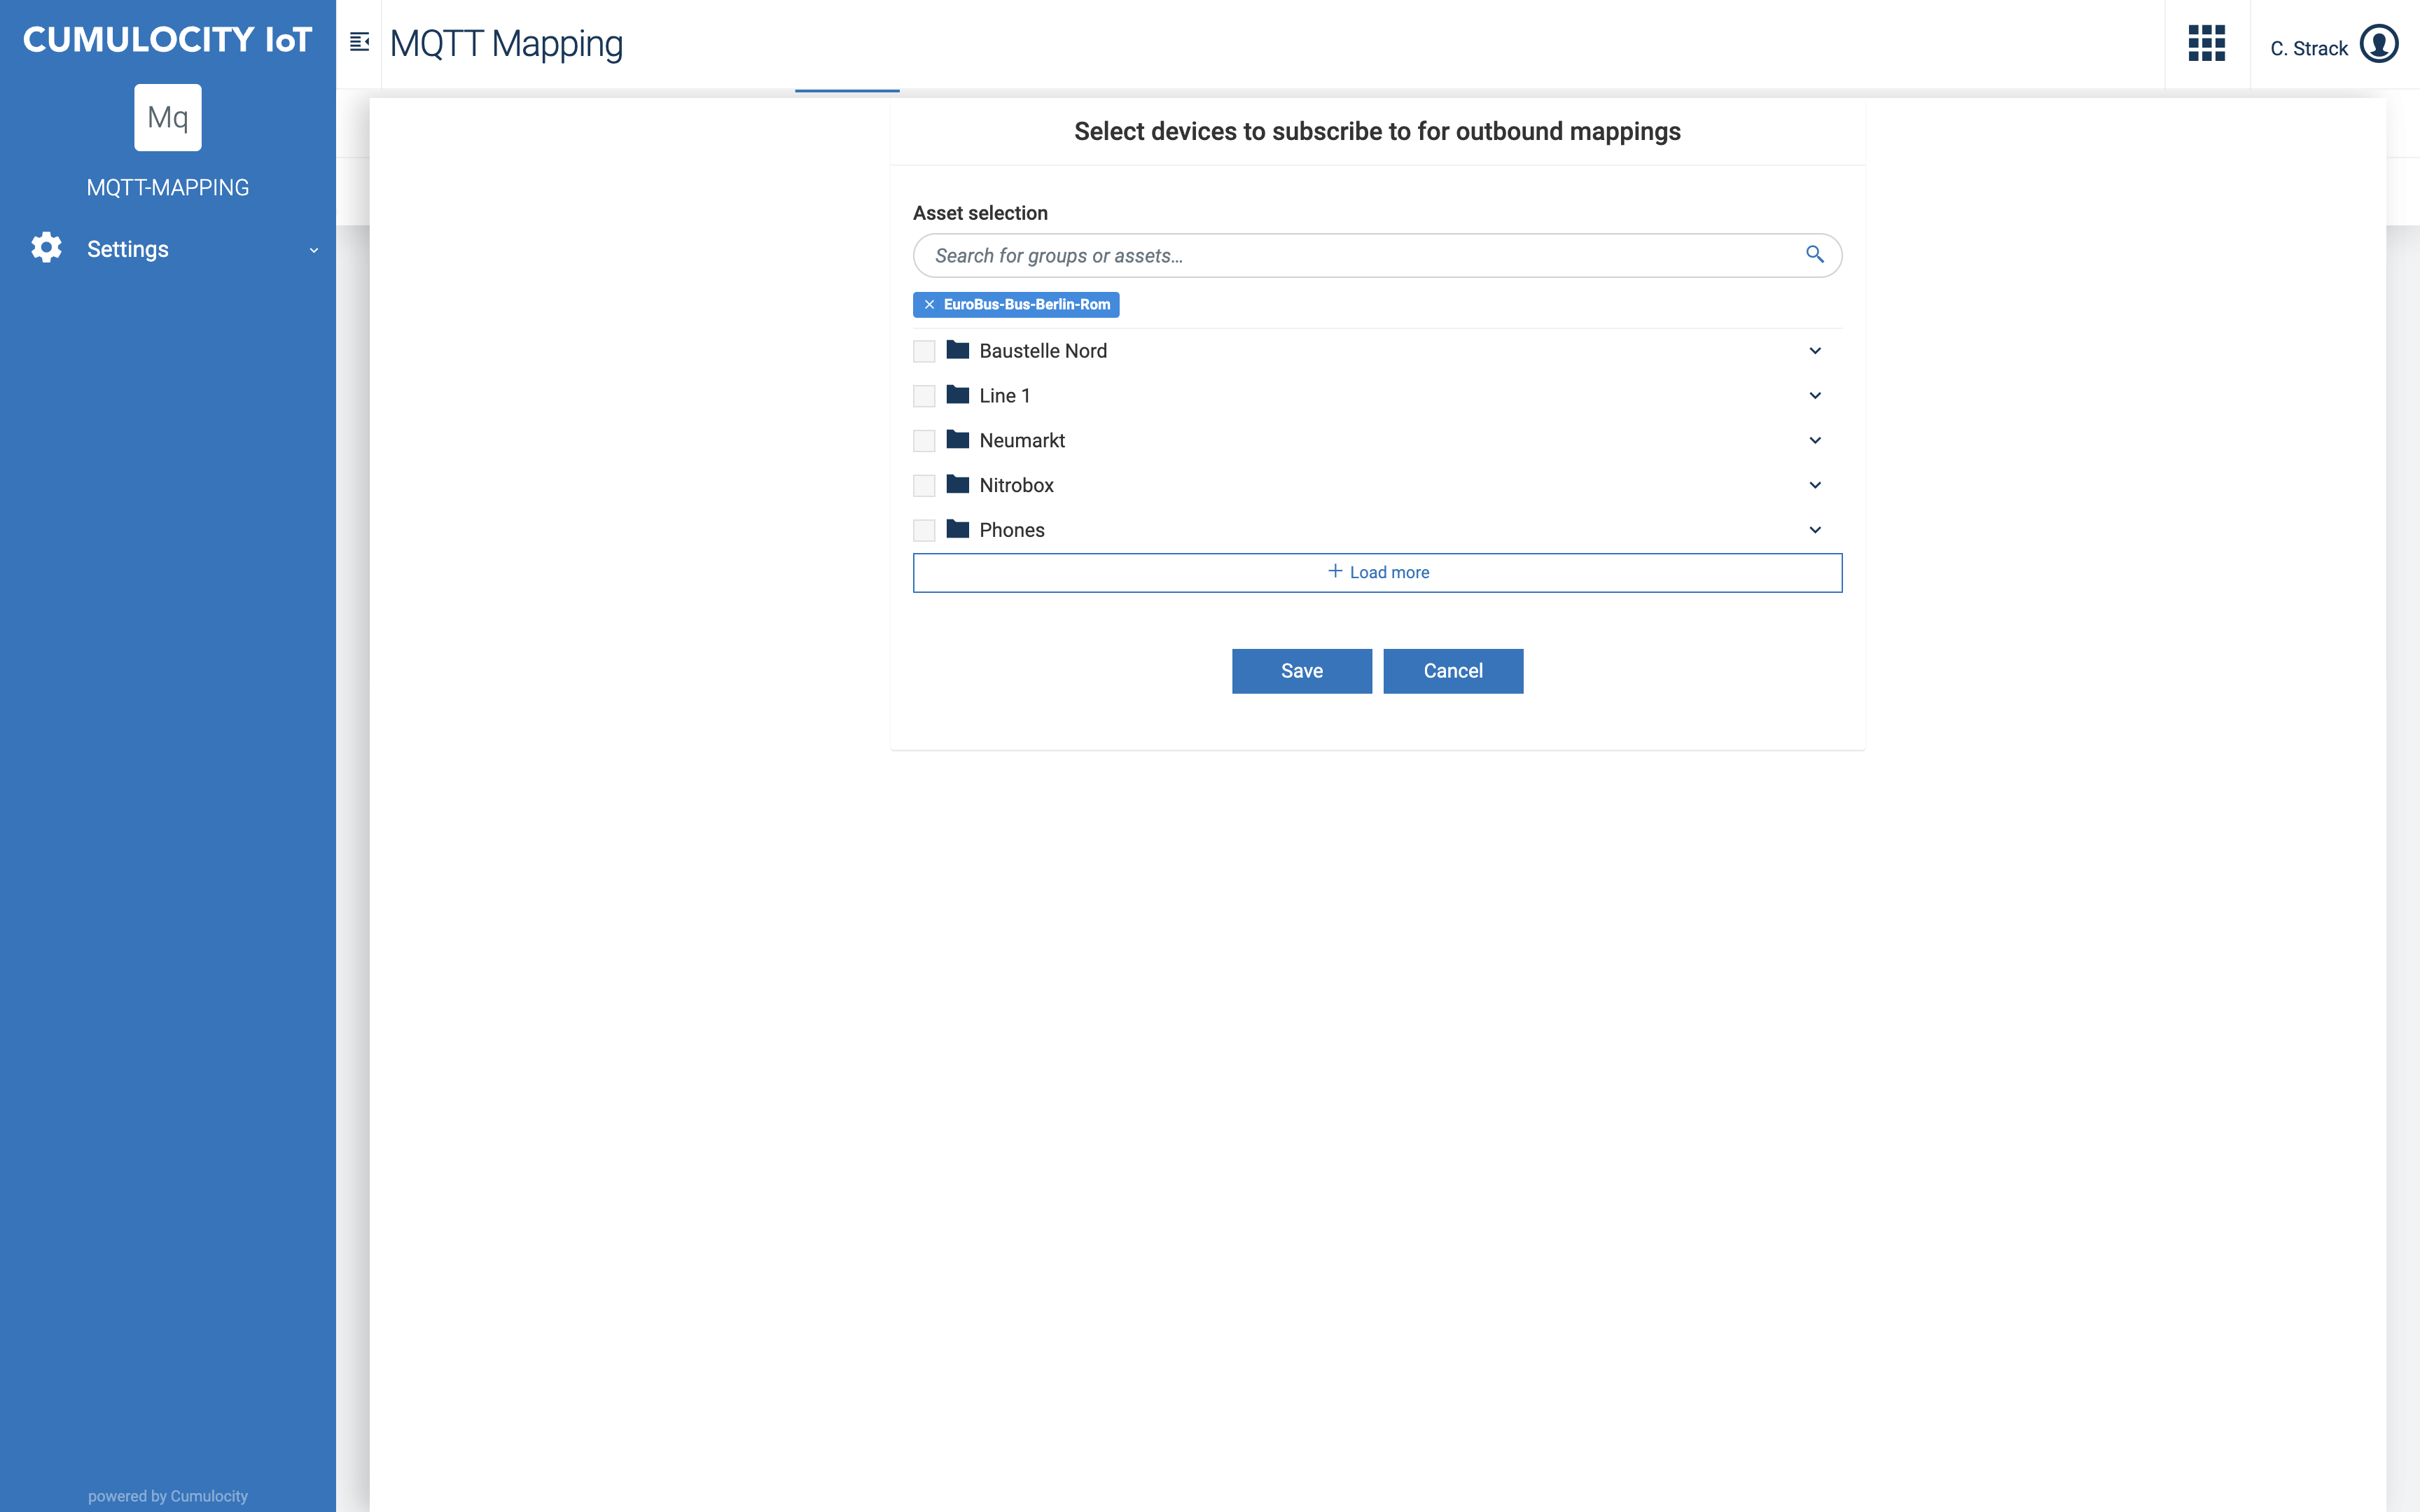 CUMULOCITY IoT
Mq
MQTT-MAPPING
Settings
powered by Cumulocity
MQTT Mapping
C. Strack
Select devices to subscribe to for outbound mappings
Asset selection
Search for groups or assets...
EuroBus-Bus-Berlin-Rom
Baustelle Nord
Line 1
Neumarkt
Nitrobox
Phones
Load more
Save
Cancel